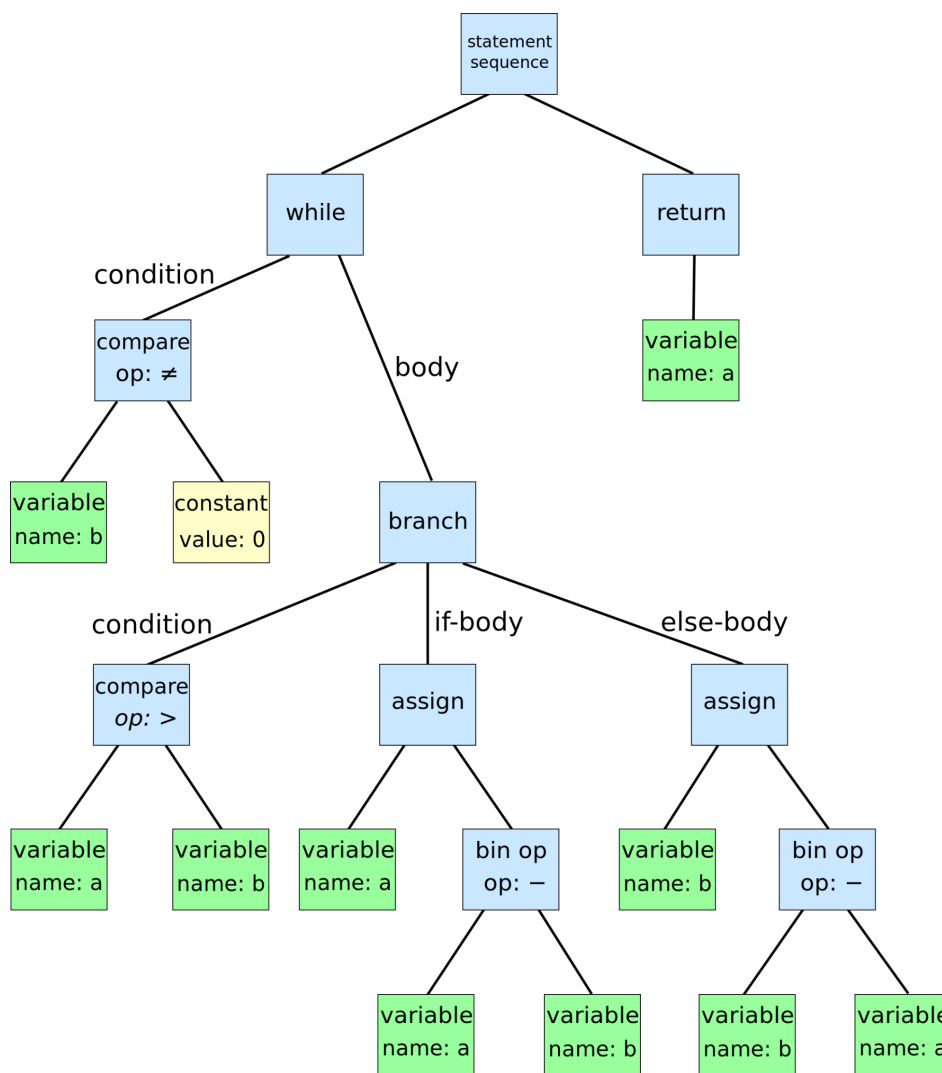 statement
sequence
while
return
condition
compare
op: ≠
body
variable
name: a
variable
name: b
constant
value: 0
branch
condition
if-body
else-body
compare
op: >
assign
assign
variable
name: a
variable
name: b
variable
name: a
bin op
op: −
variable
name: b
bin op
op: −
variable
name: a
variable
name: b
variable
name: b
variable
name: a